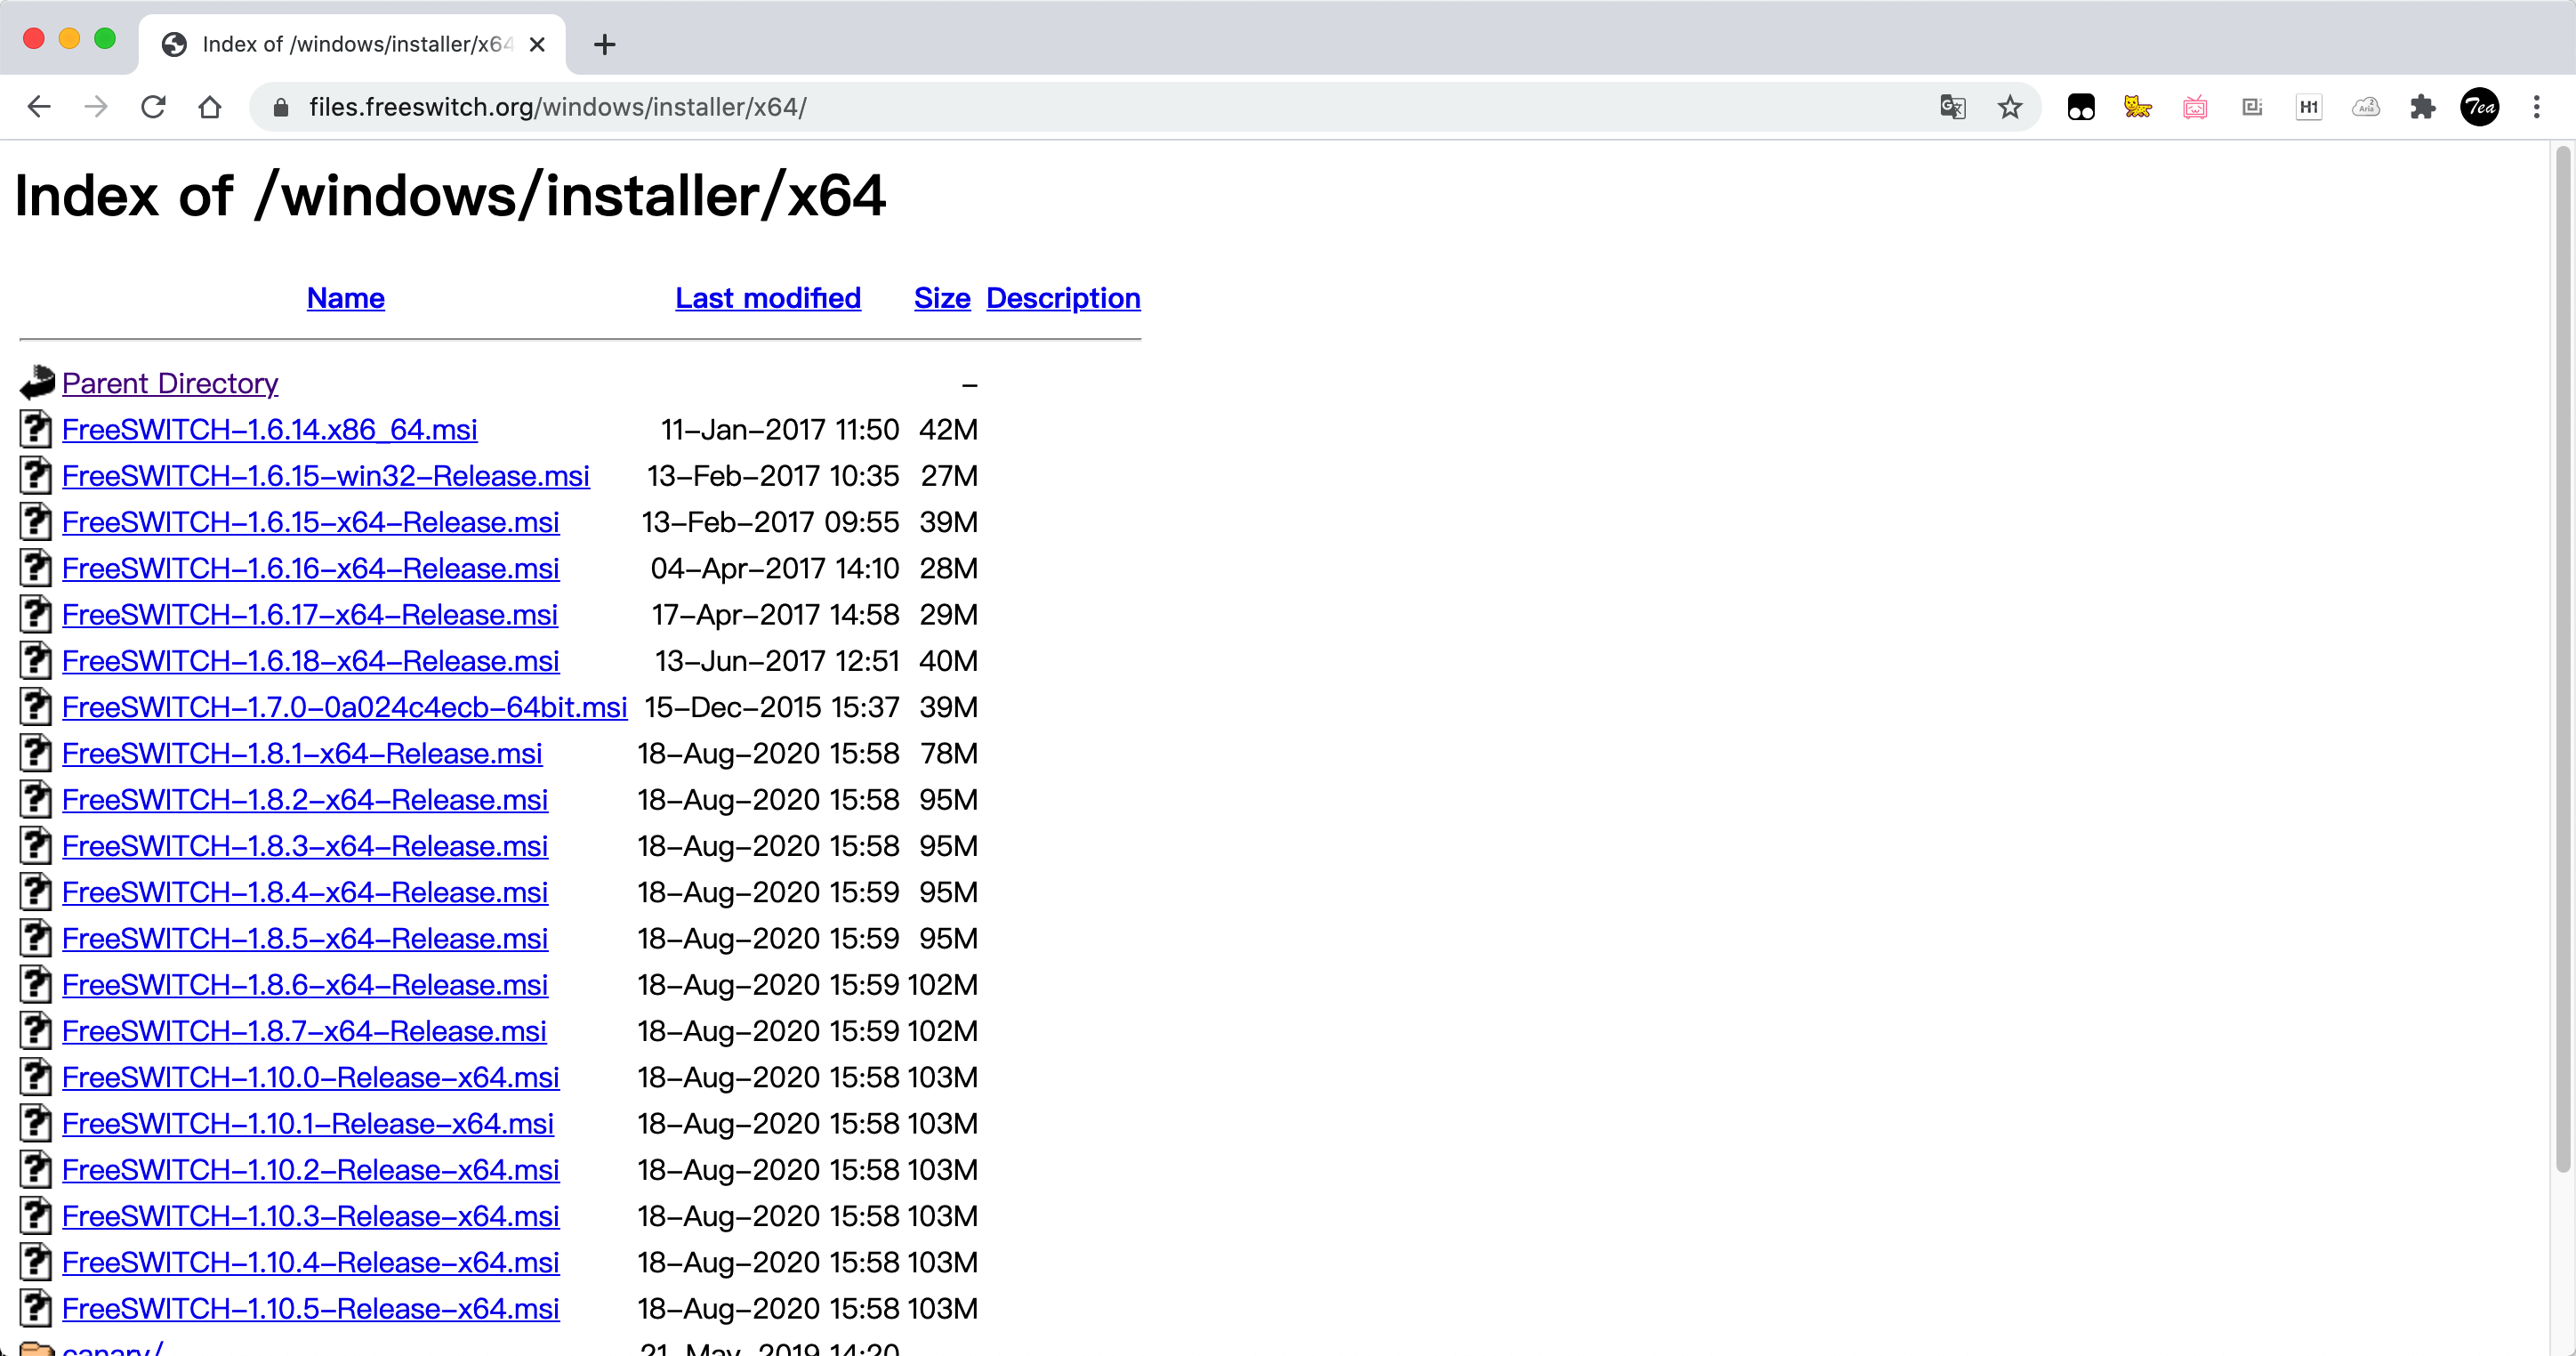 Index of /windows/installer/x64
files.freeswitch.org/windows/installer/x64/
H1
Aria2
Tea
Index of /windows/installer/x64
Name Last modified Size Description
Parent Directory –
FreeSWITCH-1.6.14.x86_64.msi 11-Jan-2017 11:50 42M
FreeSWITCH-1.6.15-win32-Release.msi 13-Feb-2017 10:35 27M
FreeSWITCH-1.6.15-x64-Release.msi 13-Feb-2017 09:55 39M
FreeSWITCH-1.6.16-x64-Release.msi 04-Apr-2017 14:10 28M
FreeSWITCH-1.6.17-x64-Release.msi 17-Apr-2017 14:58 29M
FreeSWITCH-1.6.18-x64-Release.msi 13-Jun-2017 12:51 40M
FreeSWITCH-1.7.0-0a024c4ecb-64bit.msi 15-Dec-2015 15:37 39M
FreeSWITCH-1.8.1-x64-Release.msi 18-Aug-2020 15:58 78M
FreeSWITCH-1.8.2-x64-Release.msi 18-Aug-2020 15:58 95M
FreeSWITCH-1.8.3-x64-Release.msi 18-Aug-2020 15:58 95M
FreeSWITCH-1.8.4-x64-Release.msi 18-Aug-2020 15:59 95M
FreeSWITCH-1.8.5-x64-Release.msi 18-Aug-2020 15:59 95M
FreeSWITCH-1.8.6-x64-Release.msi 18-Aug-2020 15:59 102M
FreeSWITCH-1.8.7-x64-Release.msi 18-Aug-2020 15:59 102M
FreeSWITCH-1.10.0-Release-x64.msi 18-Aug-2020 15:58 103M
FreeSWITCH-1.10.1-Release-x64.msi 18-Aug-2020 15:58 103M
FreeSWITCH-1.10.2-Release-x64.msi 18-Aug-2020 15:58 103M
FreeSWITCH-1.10.3-Release-x64.msi 18-Aug-2020 15:58 103M
FreeSWITCH-1.10.4-Release-x64.msi 18-Aug-2020 15:58 103M
FreeSWITCH-1.10.5-Release-x64.msi 18-Aug-2020 15:58 103M
canary/ 21-May-2019 14:20